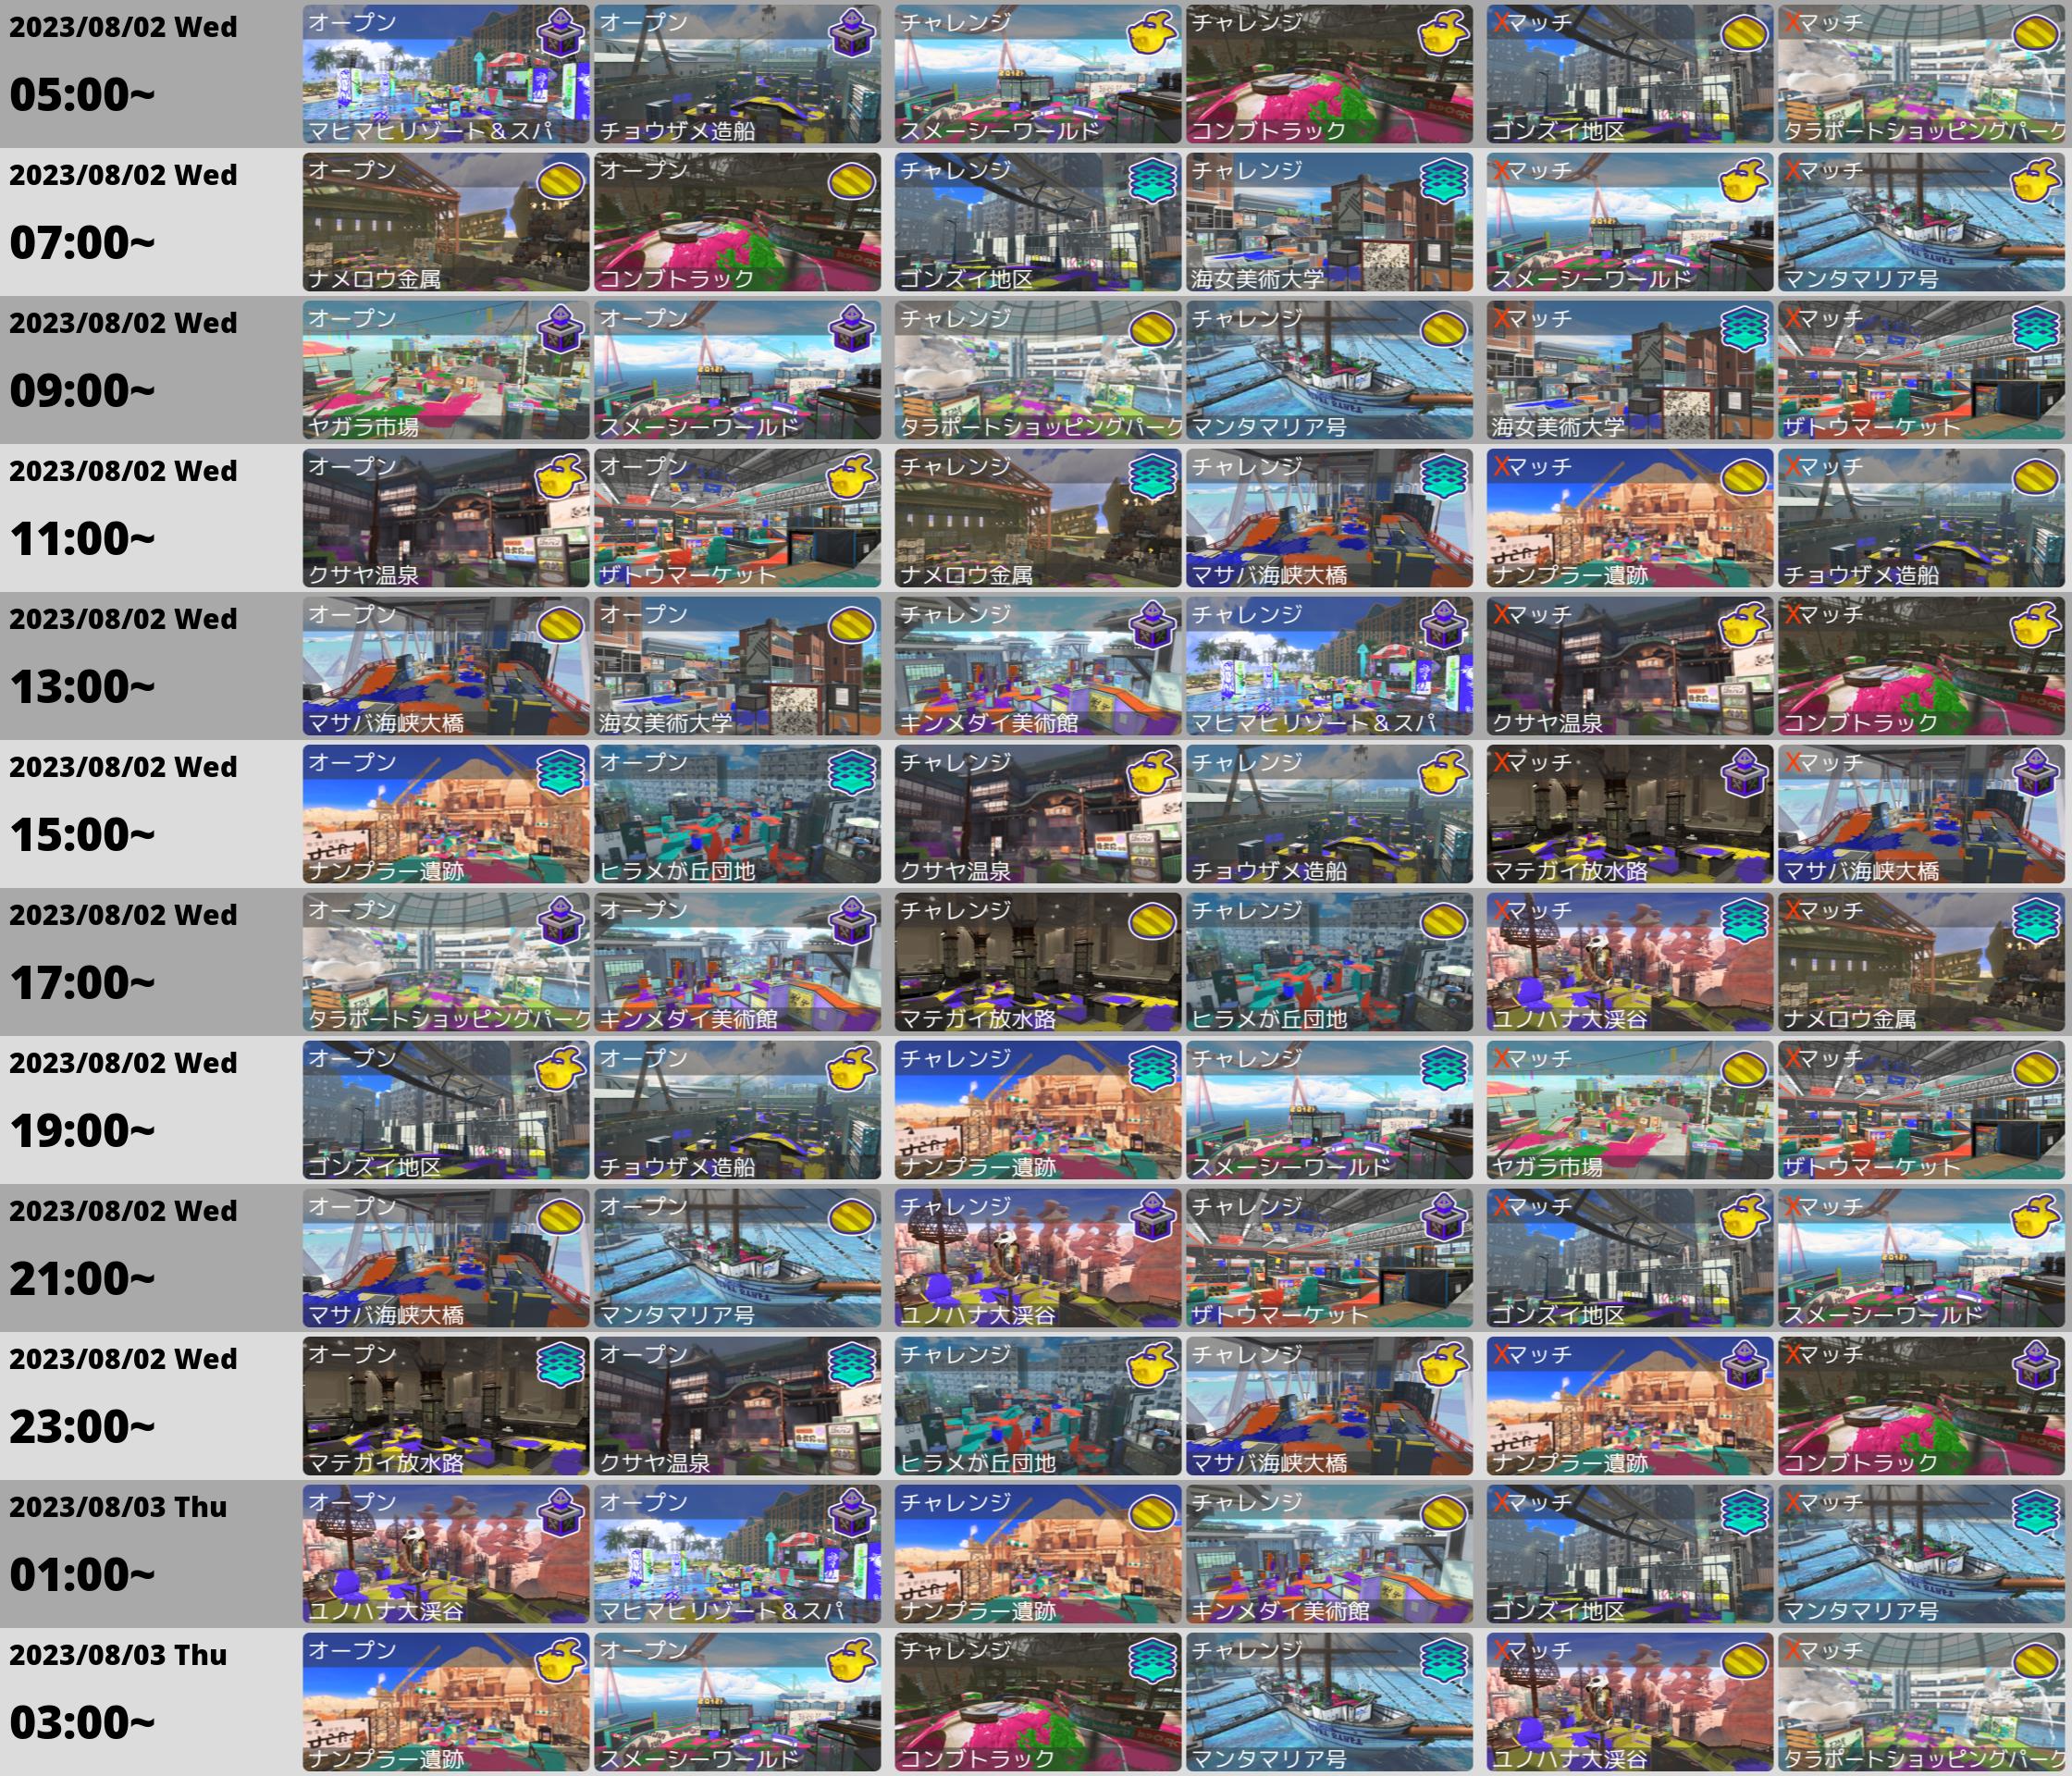 2023/08/02 Wed
05:00~
オープン オープン チャレンジ チャレンジ Xマッチ Xマッチ
マヒマヒリゾート＆スパ チョウザメ造船 スメーシーワールド コンブトラック ゴンズイ地区 タラポートショッピングパーク
2023/08/02 Wed
07:00~
オープン オープン チャレンジ チャレンジ Xマッチ Xマッチ
ナメロウ金属 コンブトラック ゴンズイ地区 海女美術大学 スメーシーワールド マンタマリア号
2023/08/02 Wed
09:00~
オープン オープン チャレンジ チャレンジ Xマッチ Xマッチ
ヤガラ市場 スメーシーワールド タラポートショッピングパーク マンタマリア号 海女美術大学 ザトウマーケット
2023/08/02 Wed
11:00~
オープン オープン チャレンジ チャレンジ Xマッチ Xマッチ
クサヤ温泉 ザトウマーケット ナメロウ金属 マサバ海峡大橋 ナンプラー遺跡 チョウザメ造船
2023/08/02 Wed
13:00~
オープン オープン チャレンジ チャレンジ Xマッチ Xマッチ
マサバ海峡大橋 海女美術大学 キンメダイ美術館 マヒマヒリゾート＆スパ クサヤ温泉 コンブトラック
2023/08/02 Wed
15:00~
オープン オープン チャレンジ チャレンジ Xマッチ Xマッチ
ナンプラー遺跡 ヒラメが丘団地 クサヤ温泉 チョウザメ造船 マテガイ放水路 マサバ海峡大橋
2023/08/02 Wed
17:00~
オープン オープン チャレンジ チャレンジ Xマッチ Xマッチ
タラポートショッピングパーク キンメダイ美術館 マテガイ放水路 ヒラメが丘団地 ユノハナ大渓谷 ナメロウ金属
2023/08/02 Wed
19:00~
オープン オープン チャレンジ チャレンジ Xマッチ Xマッチ
ゴンズイ地区 チョウザメ造船 ナンプラー遺跡 スメーシーワールド ヤガラ市場 ザトウマーケット
2023/08/02 Wed
21:00~
オープン オープン チャレンジ チャレンジ Xマッチ Xマッチ
マサバ海峡大橋 マンタマリア号 ユノハナ大渓谷 ザトウマーケット ゴンズイ地区 スメーシーワールド
2023/08/02 Wed
23:00~
オープン オープン チャレンジ チャレンジ Xマッチ Xマッチ
マテガイ放水路 クサヤ温泉 ヒラメが丘団地 マサバ海峡大橋 ナンプラー遺跡 コンブトラック
2023/08/03 Thu
01:00~
オープン オープン チャレンジ チャレンジ Xマッチ Xマッチ
ユノハナ大渓谷 マヒマヒリゾート＆スパ ナンプラー遺跡 キンメダイ美術館 ゴンズイ地区 マンタマリア号
2023/08/03 Thu
03:00~
オープン オープン チャレンジ チャレンジ Xマッチ Xマッチ
ナンプラー遺跡 スメーシーワールド コンブトラック マンタマリア号 ユノハナ大渓谷 タラポートショッピングパーク